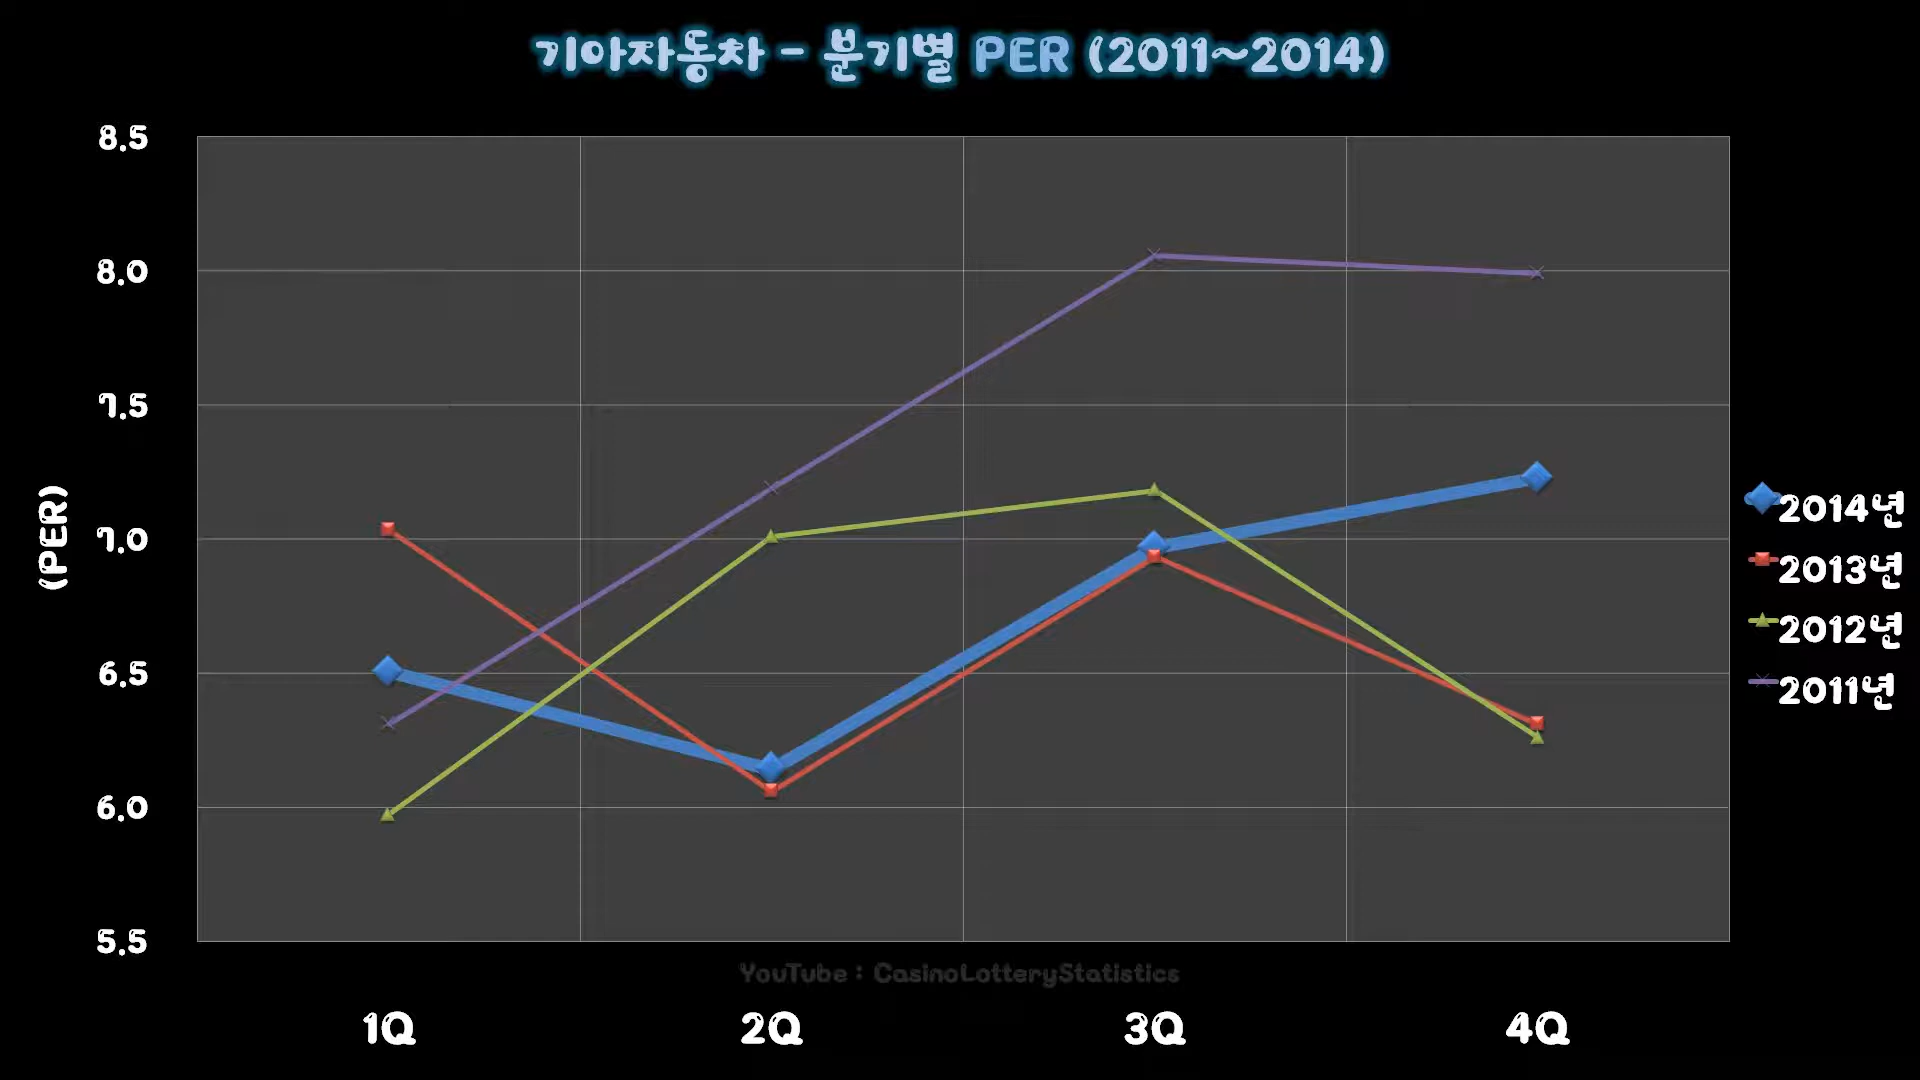 기아자동차 - 분기별 PER (2011~2014)
8.5
8.0
7.5
7.0
6.5
6.0
5.5
(PER)
2014년
2013년
2012년
2011년
YouTube : CasinoLotteryStatistics
1Q 2Q 3Q 4Q